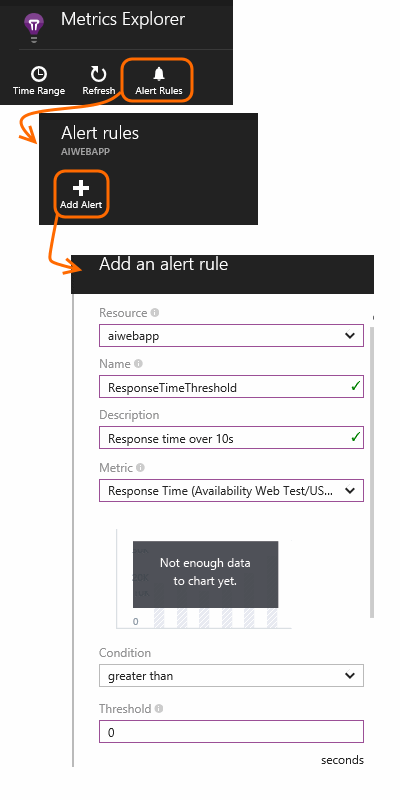 Metrics Explorer
Time Range Refresh Alert Rules
Alert rules
AIWEBAPP
Add Alert
Add an alert rule
Resource
aiwebapp
Name
ResponseTimeThreshold
Description
Response time over 10s
Metric
Response Time (Availability Web Test/US...
Not enough data
to chart yet.
0
Condition
greater than
Threshold
0
seconds